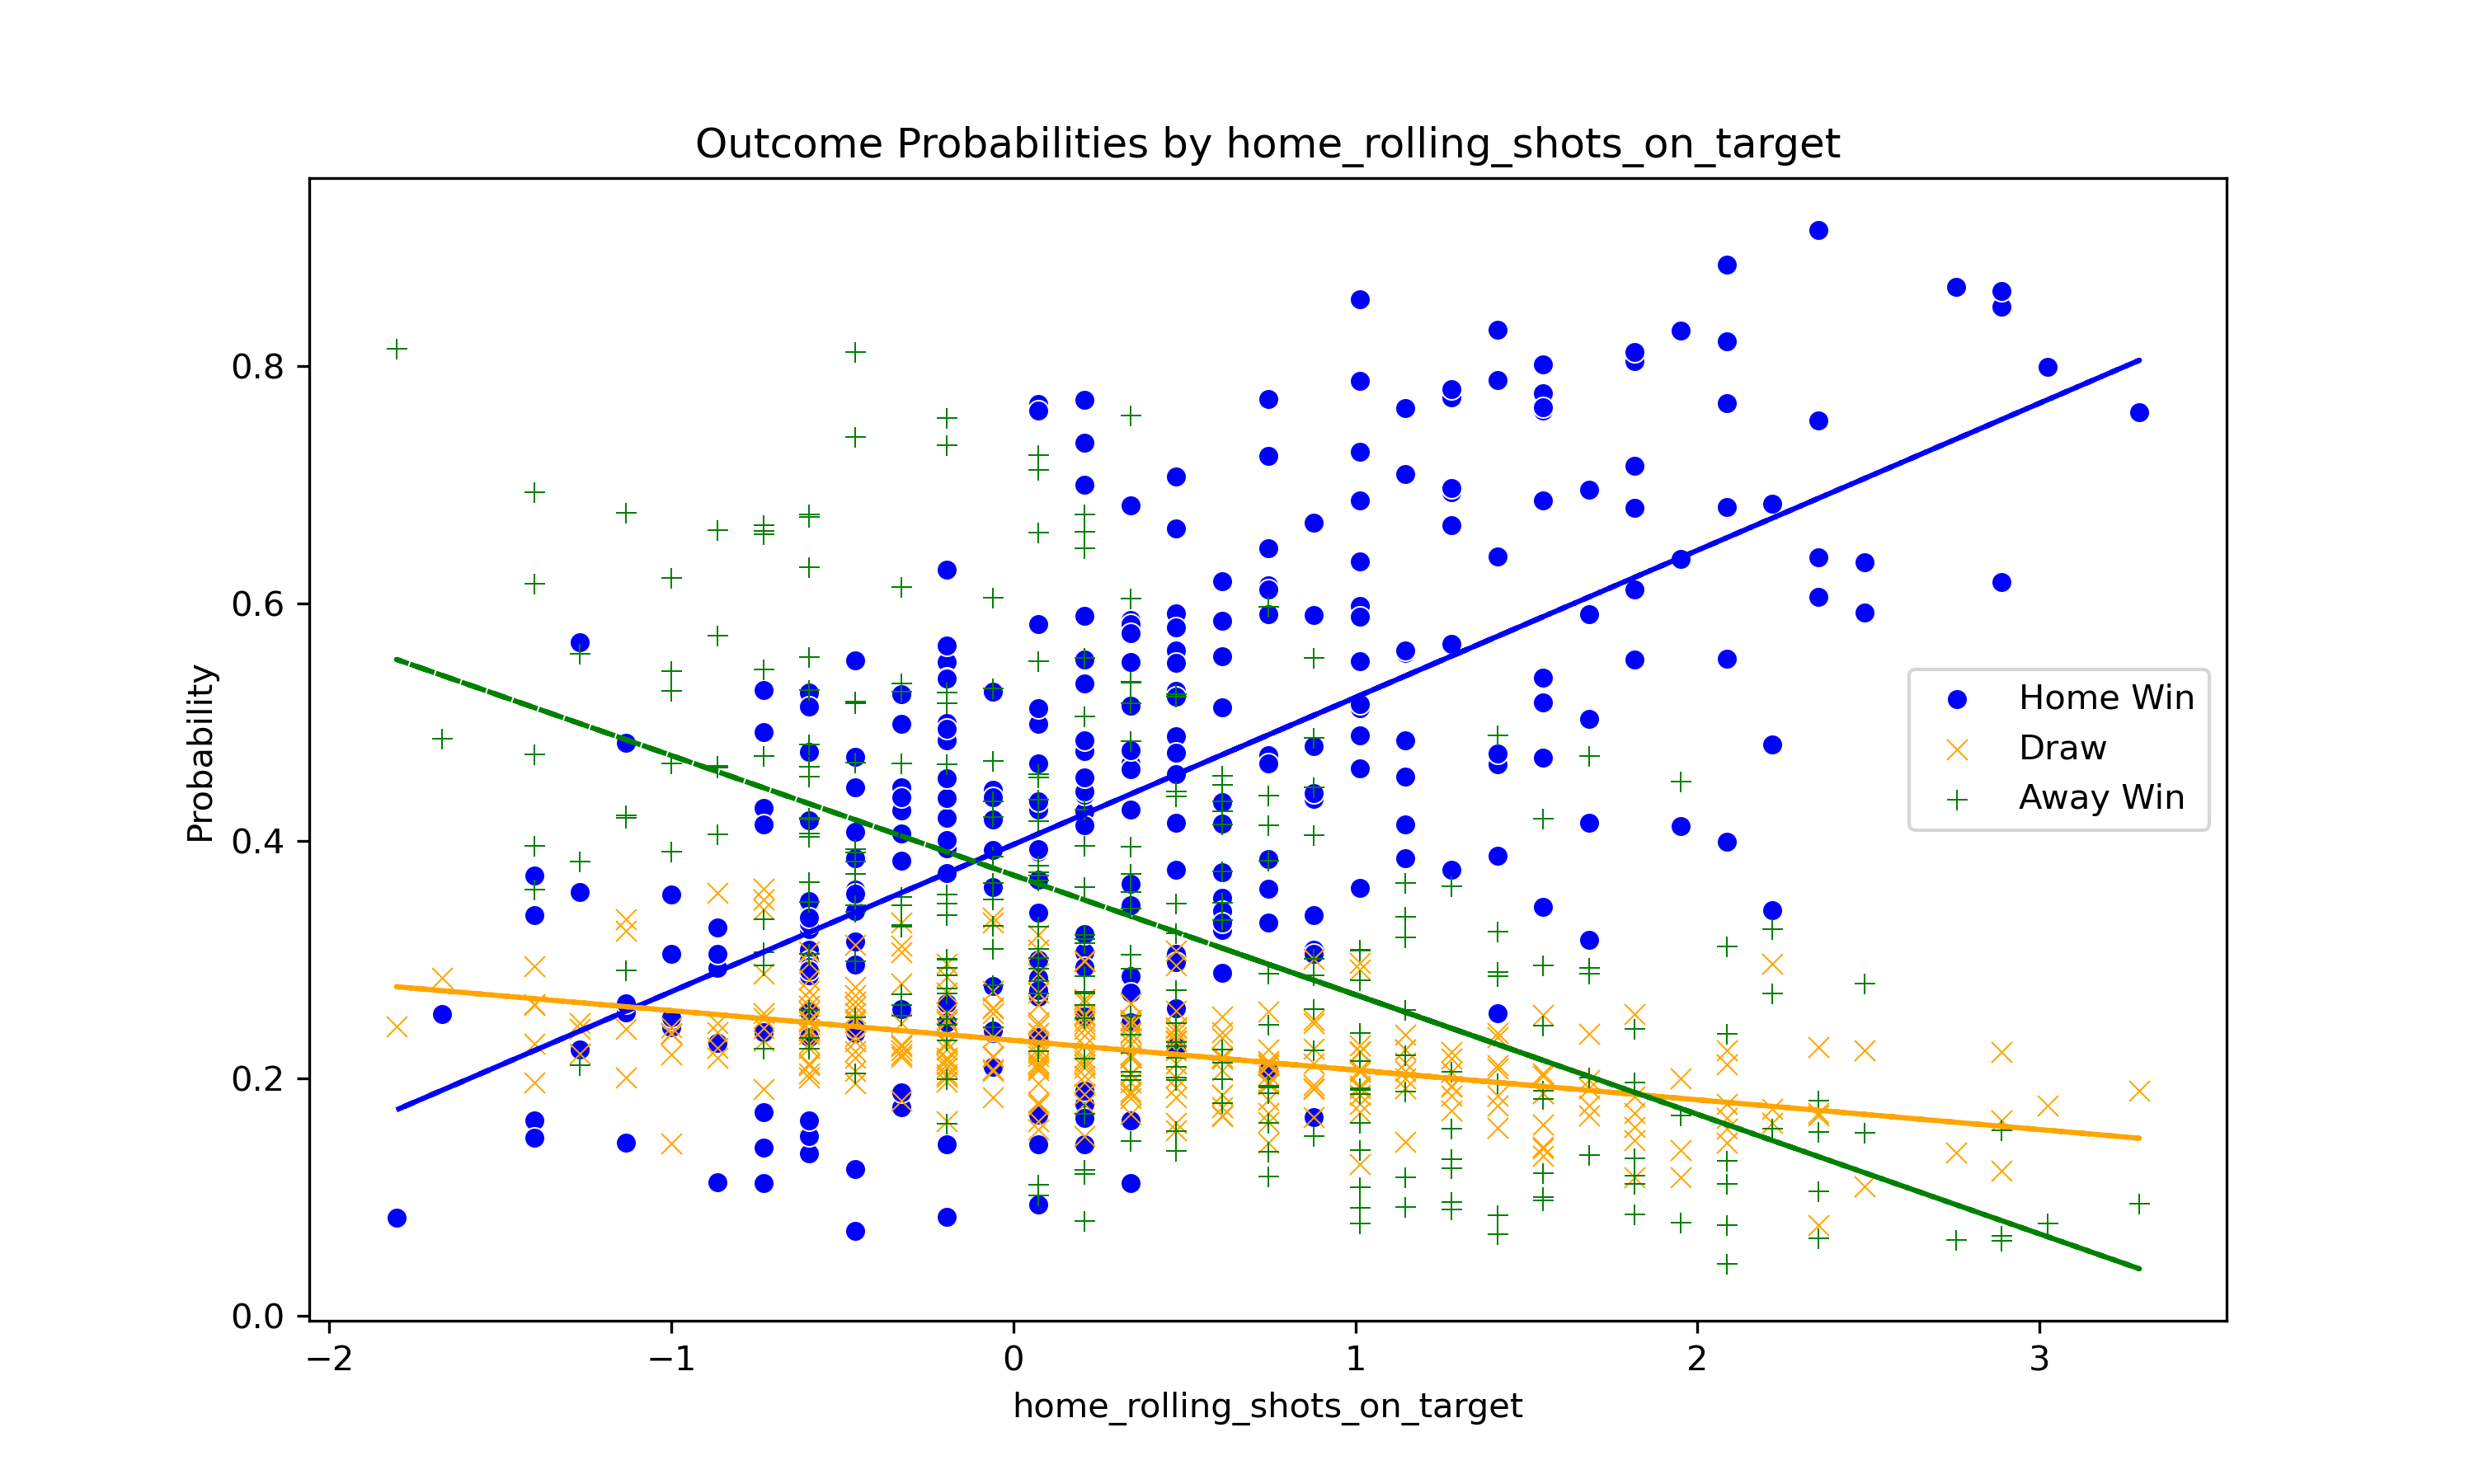 Outcome Probabilities by home_rolling_shots_on_target
Probability
0.8
0.6
0.4
0.2
0.0
Home Win
Draw
Away Win
−2
−1
0
1
2
3
home_rolling_shots_on_target